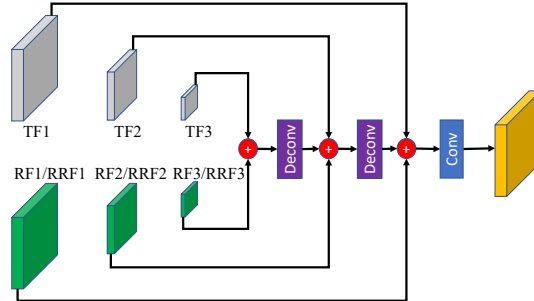 TF1 TF2 TF3
+ Deconv + Deconv + Conv
RF1/RRF1 RF2/RRF2 RF3/RRF3